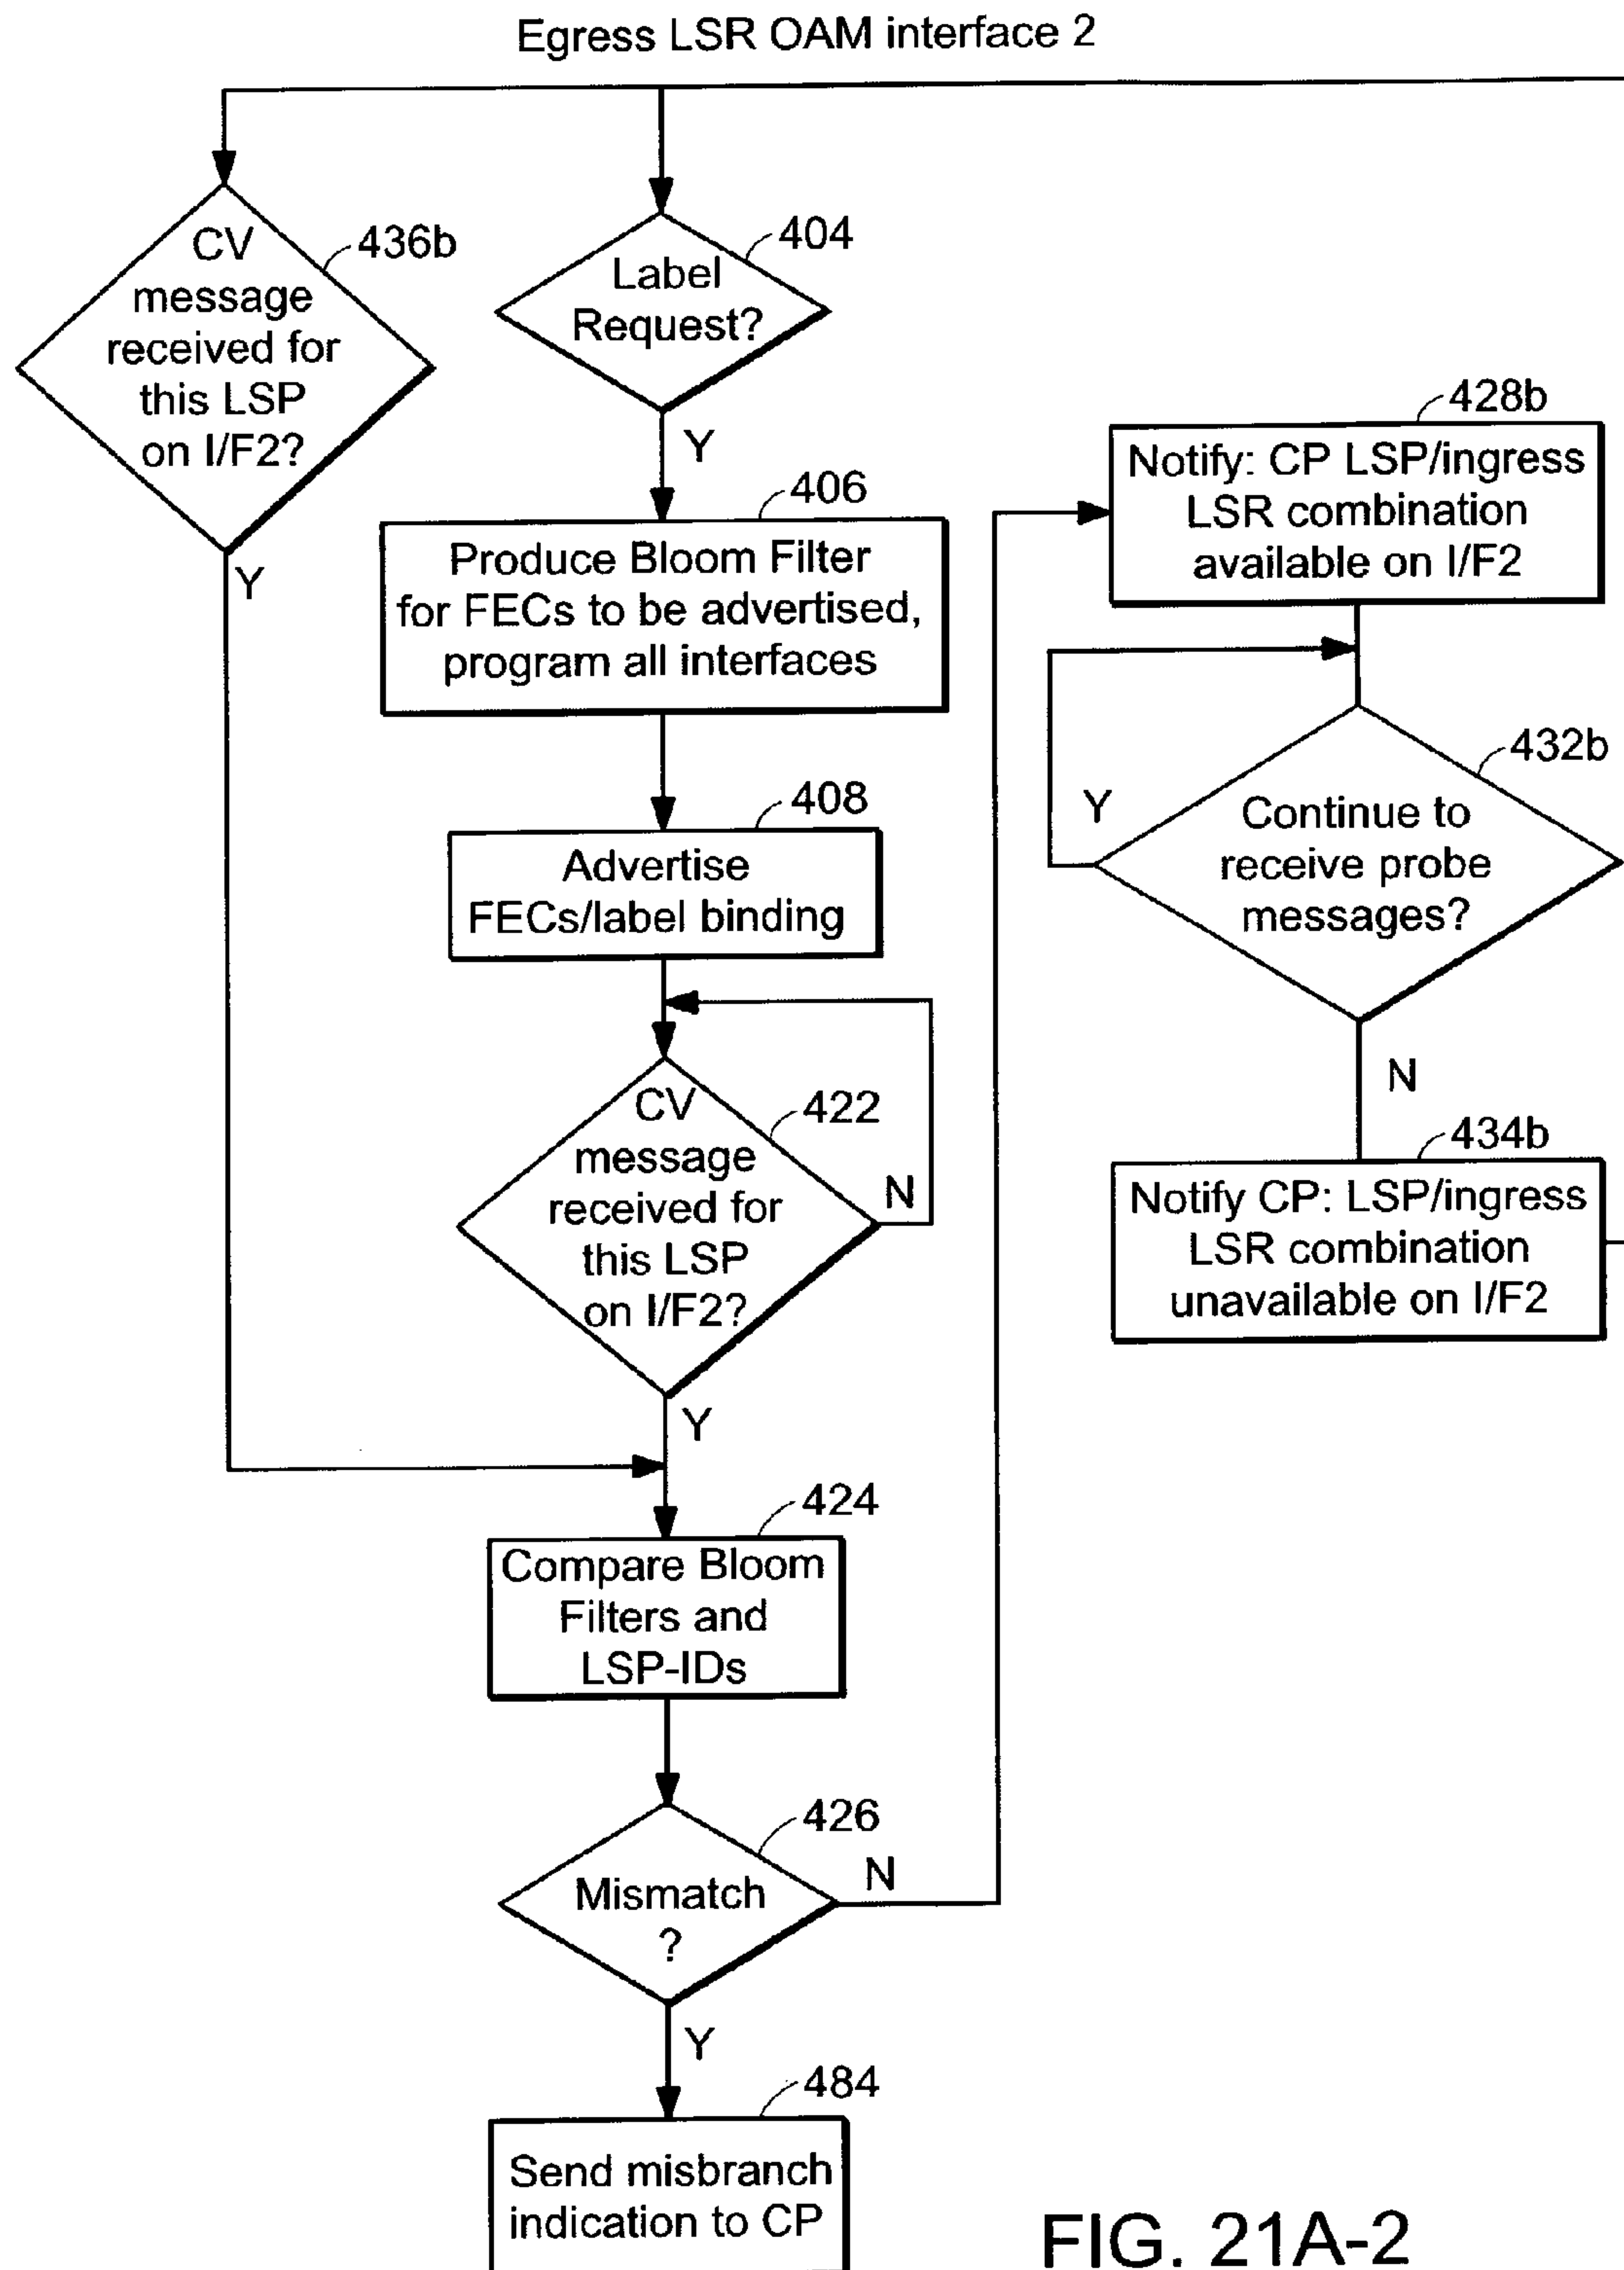 Egress LSR OAM interface 2
CV
message
received for
this LSP
on I/F2?
436b
Y
Label
Request?
404
Y
406
Produce Bloom Filter
for FECs to be advertised,
program all interfaces
408
Advertise
FECs/label binding
CV
message
received for
this LSP
on I/F2?
422
N
Y
424
Compare Bloom
Filters and
LSP-IDs
426
Mismatch
?
N
Y
484
Send misbranch
indication to CP
428b
Notify: CP LSP/ingress
LSR combination
available on I/F2
432b
Continue to
receive probe
messages?
Y
N
434b
Notify CP: LSP/ingress
LSR combination
unavailable on I/F2
FIG. 21A-2